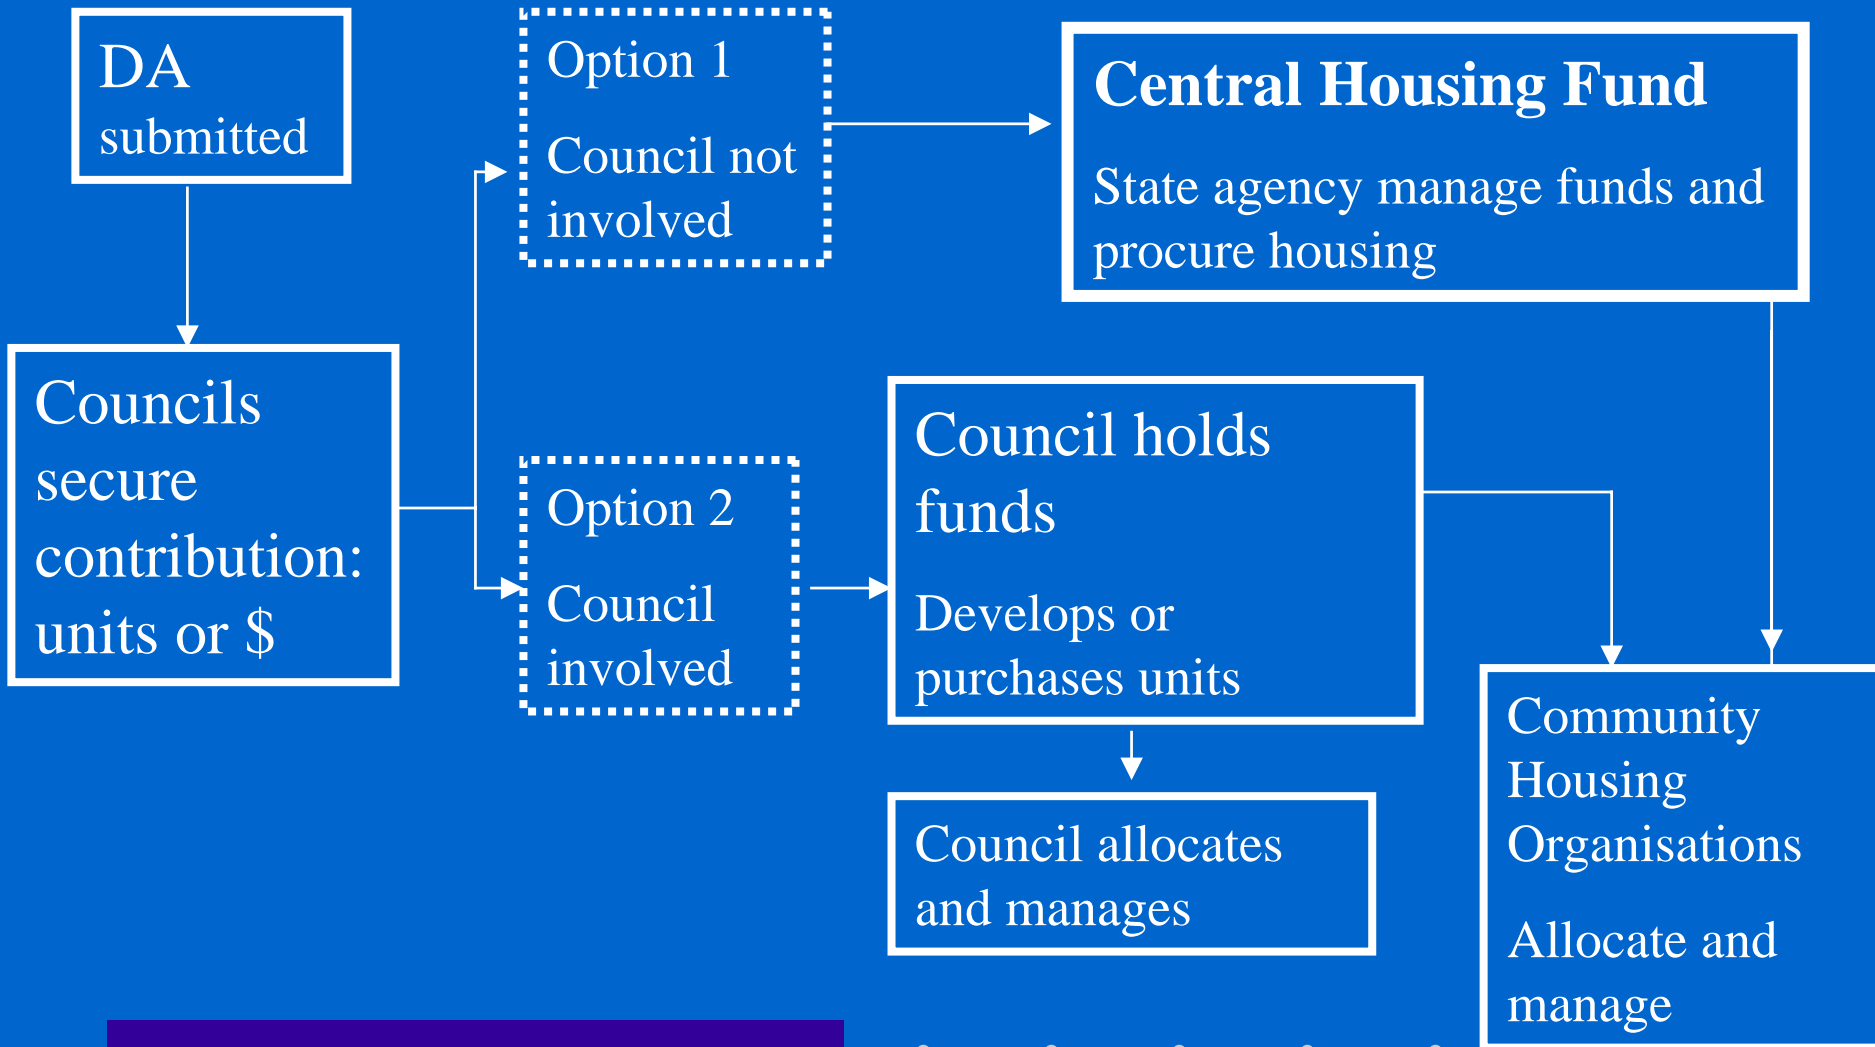 DA
submitted
Option 1
Council not
involved
Central Housing Fund
State agency manage funds and
procure housing
Councils
secure
contribution:
units or $
Option 2
Council
involved
Council holds
funds
Develops or
purchases units
Council allocates
and manages
Community
Housing
Organisations
Allocate and
manage